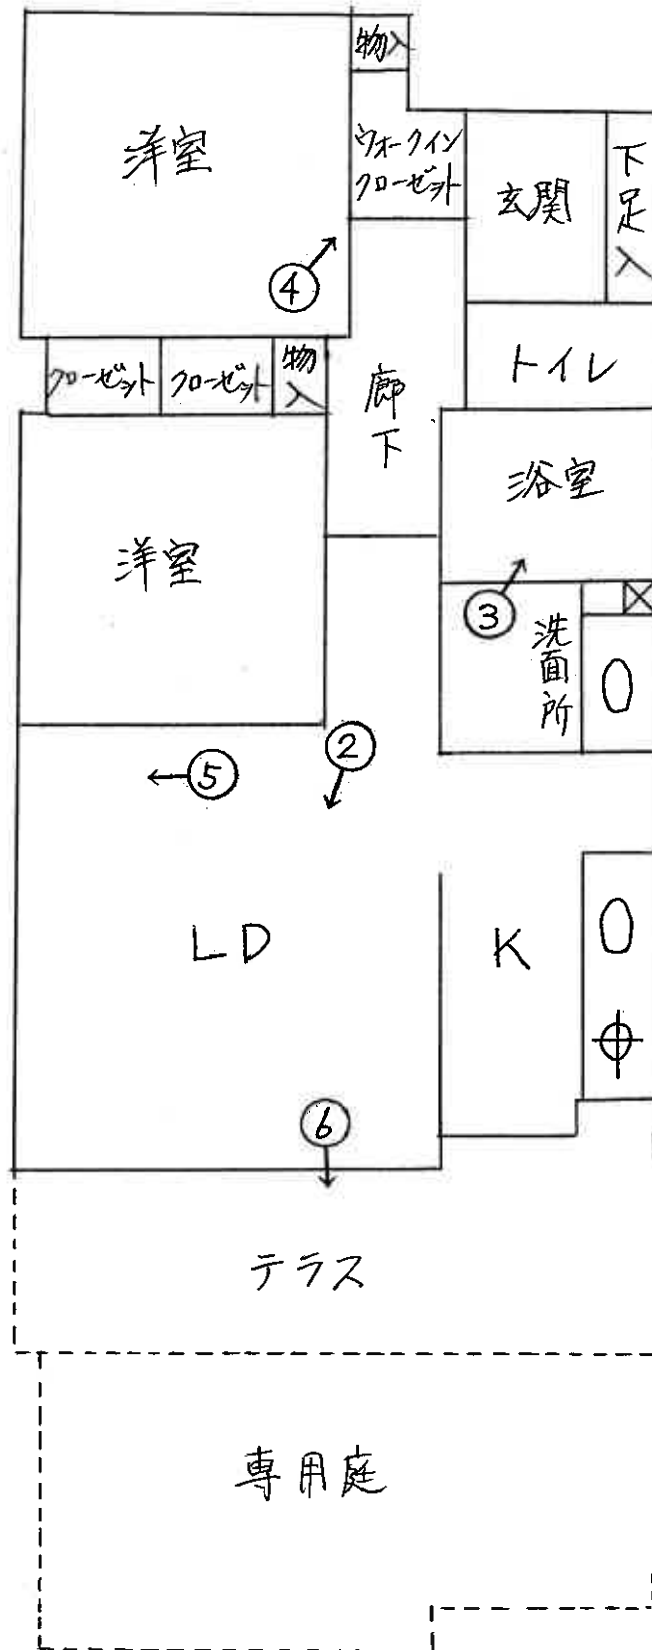 物入
洋室
ウォークイン
クローゼット
玄関
下足入
④
トイレ
クローゼット
クローゼット
物入
廊下
浴室
洋室
③
洗面所
②
⑤
LD
K
⑥
テラス
専用庭